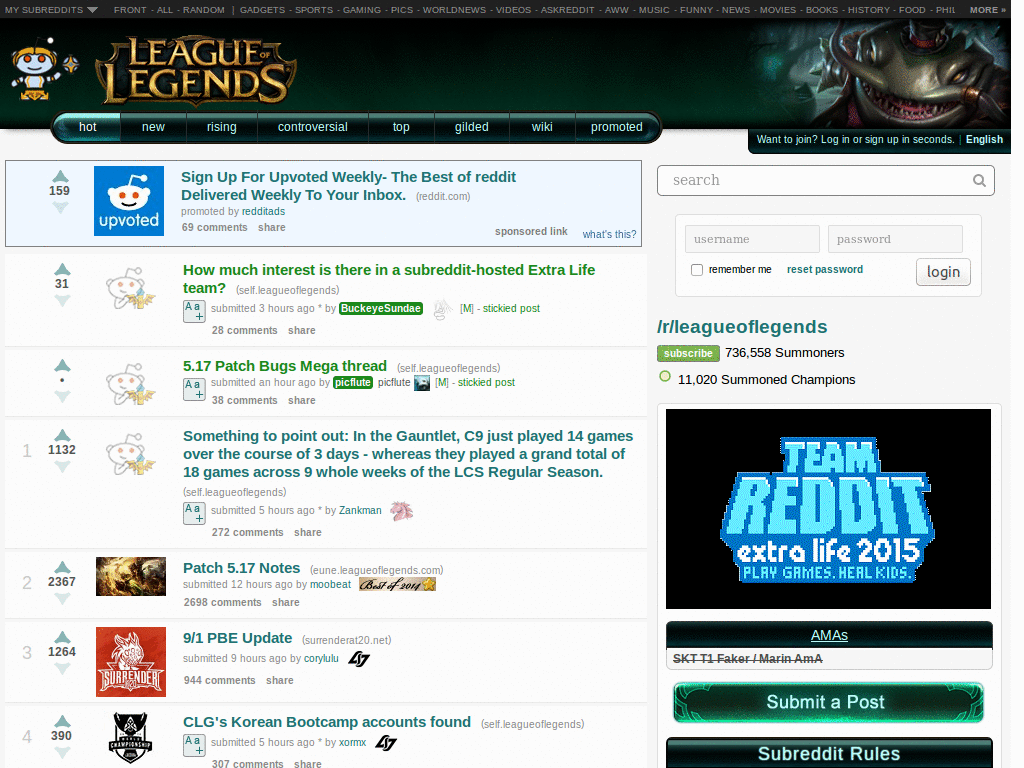 MY SUBREDDITS FRONT - ALL - RANDOM | GADGETS - SPORTS - GAMING - PICS - WORLDNEWS - VIDEOS - ASKREDDIT - AWW - MUSIC - FUNNY - NEWS - MOVIES - BOOKS - HISTORY - FOOD - PHIL MORE »
LEAGUE OF
LEGENDS
hot new rising controversial top gilded wiki promoted
Want to join? Log in or sign up in seconds. | English
159
upvoted
Sign Up For Upvoted Weekly- The Best of reddit
Delivered Weekly To Your Inbox. (reddit.com)
promoted by redditads
69 comments share
sponsored link what's this?
31
How much interest is there in a subreddit-hosted Extra Life
team? (self.leagueoflegends)
Aa+ submitted 3 hours ago * by BuckeyeSundae [M] - stickied post
28 comments share
•
5.17 Patch Bugs Mega thread (self.leagueoflegends)
Aa+ submitted an hour ago by picflute picflute [M] - stickied post
38 comments share
1
1132
Something to point out: In the Gauntlet, C9 just played 14 games
over the course of 3 days - whereas they played a grand total of
18 games across 9 whole weeks of the LCS Regular Season.
(self.leagueoflegends)
Aa+ submitted 5 hours ago * by Zankman
272 comments share
2
2367
Patch 5.17 Notes (eune.leagueoflegends.com)
submitted 12 hours ago by moobeat Best of 2014
2698 comments share
3
1264
SURRENDER
9/1 PBE Update (surrenderat20.net)
submitted 9 hours ago by corylulu
944 comments share
4
390
WORLD
CHAMPIONSHIP
CLG's Korean Bootcamp accounts found (self.leagueoflegends)
Aa+ submitted 5 hours ago * by xormx
307 comments share
search
username password
remember me reset password login
/r/leagueoflegends
subscribe 736,558 Summoners
11,020 Summoned Champions
TEAM
REDDIT
extra life 2015
PLAY GAMES. HEAL KIDS.
AMAs
SKT T1 Faker / Marin AmA
Submit a Post
Subreddit Rules